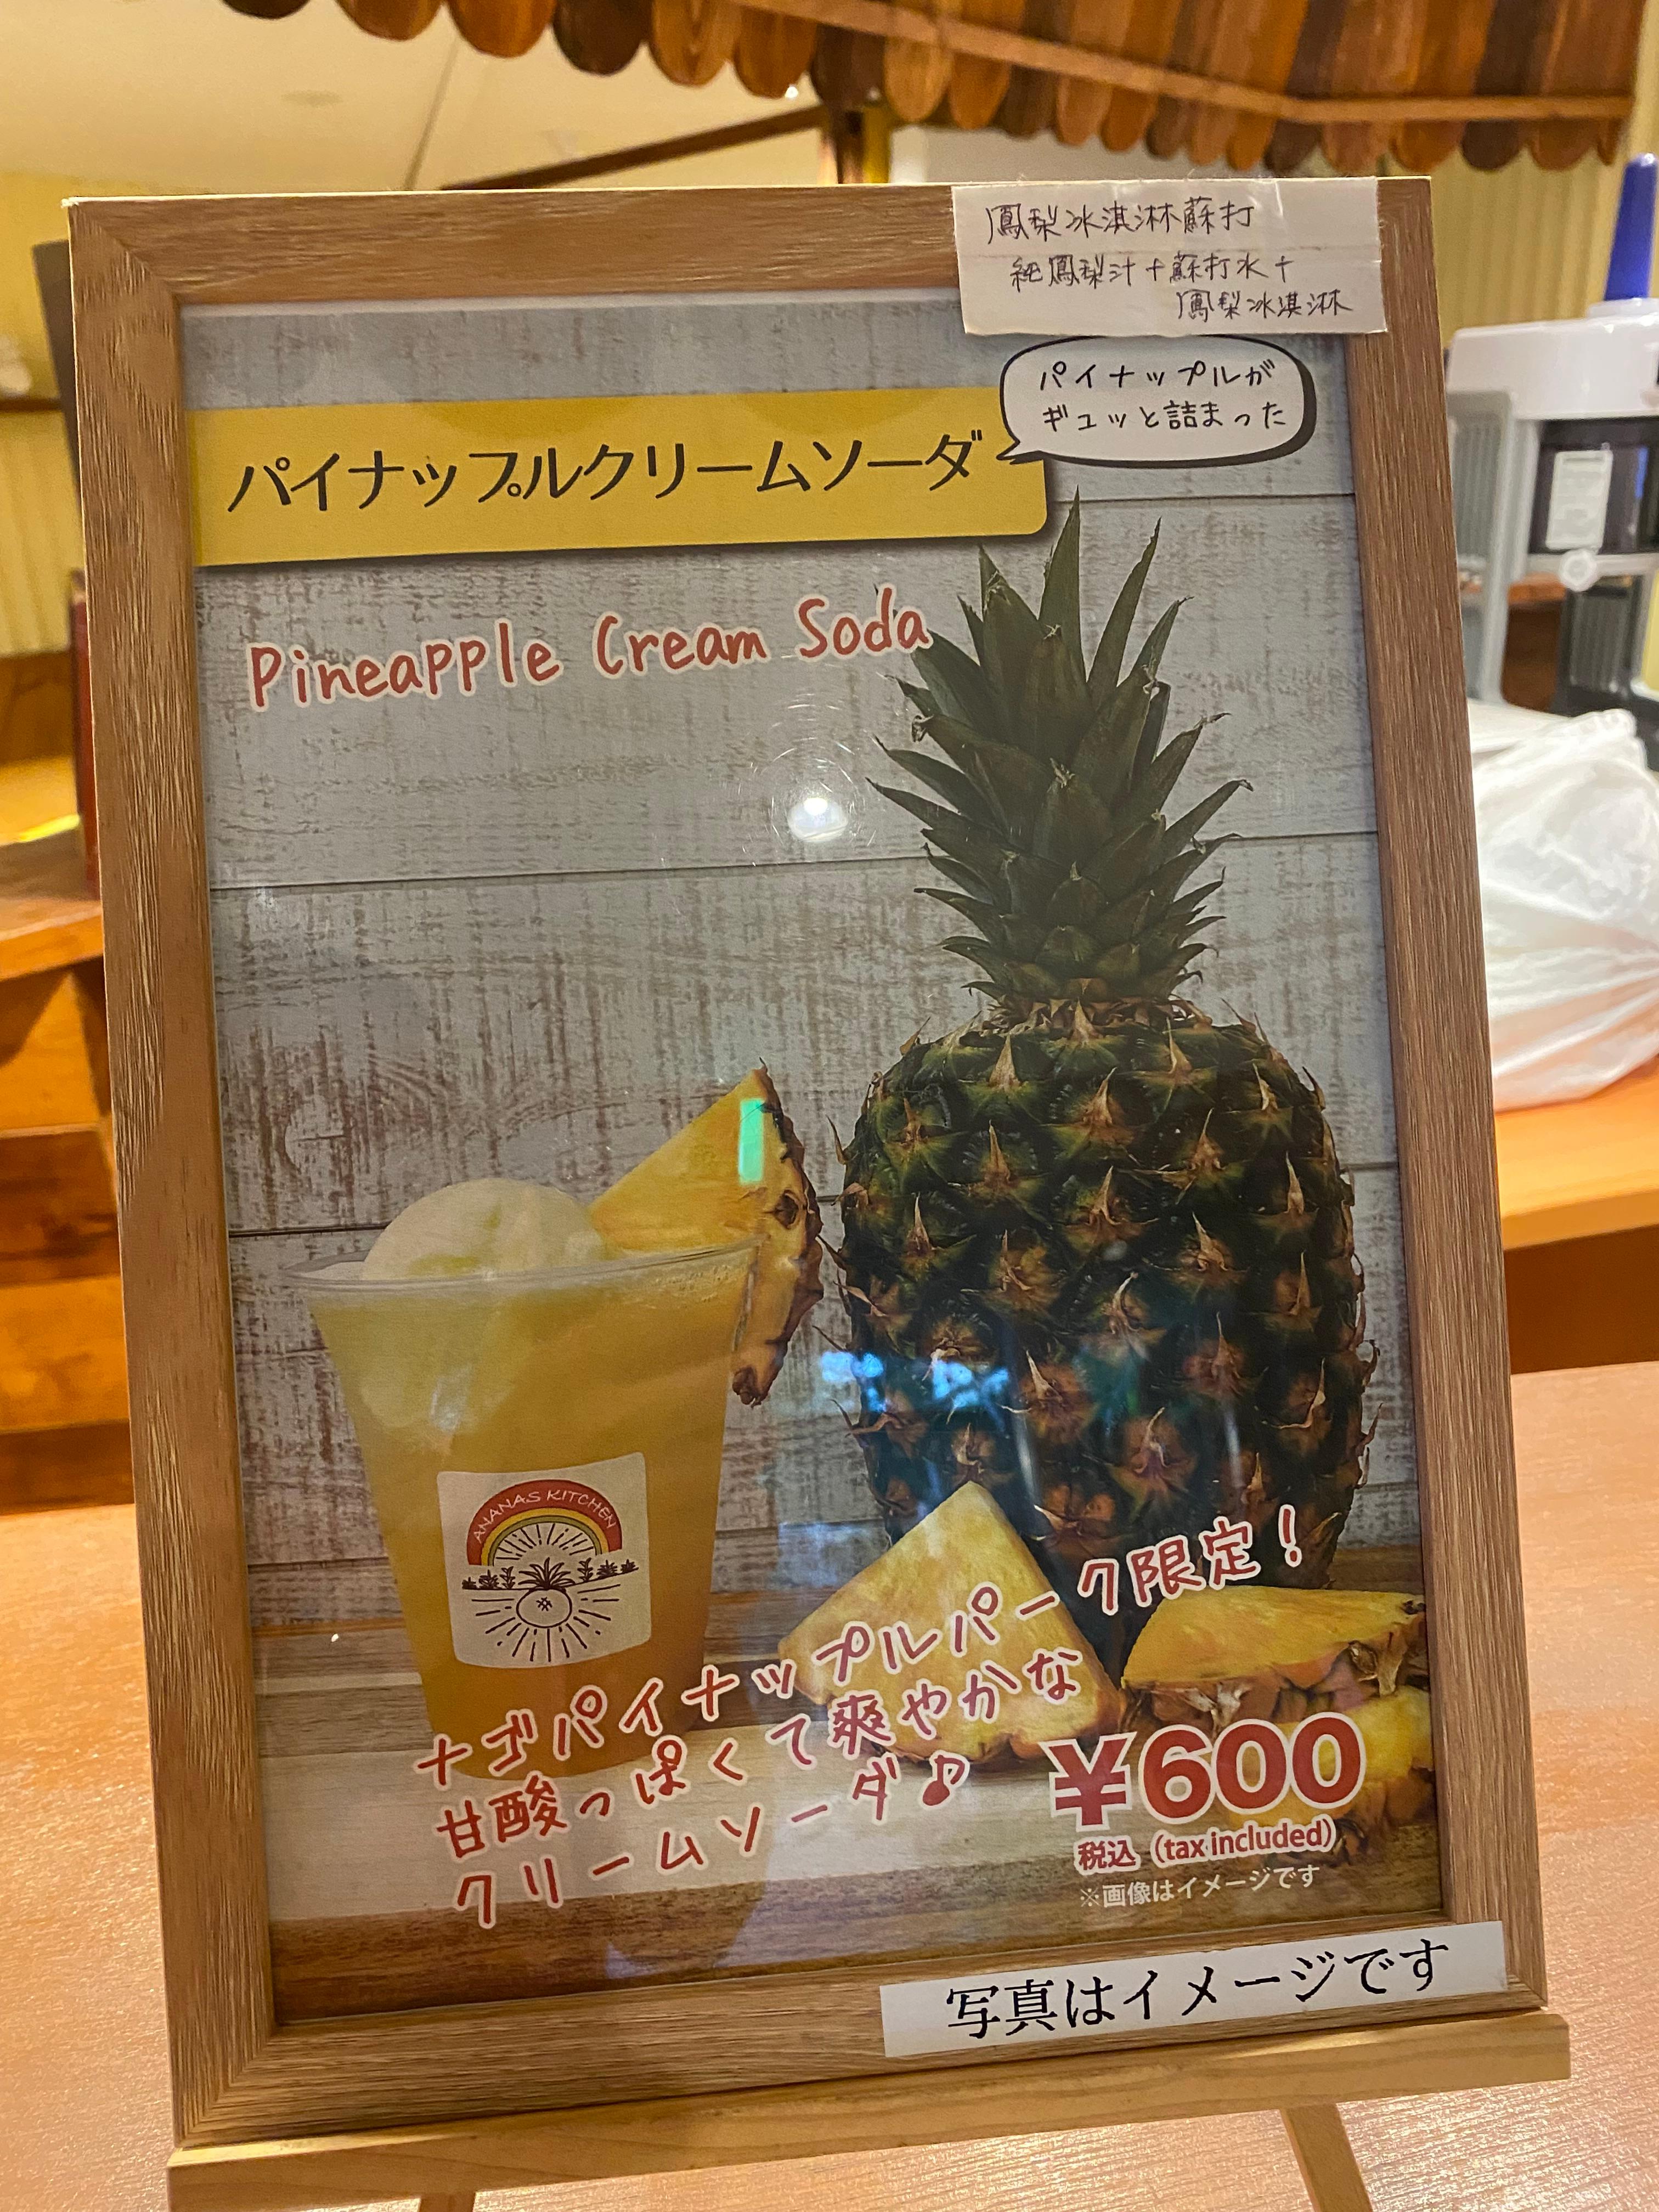 鳳梨冰淇淋蘇打
純鳳梨汁+蘇打水+
鳳梨冰淇淋
パイナップルが
ギュッと詰まった
パイナップルクリームソーダ
Pineapple Cream Soda
ANANAS KITCHEN
ナゴパイナップルパーク限定!
甘酸っぱくて爽やかな
クリームソーダ♪
¥600
税込 (tax included)
※画像はイメージです
写真はイメージです